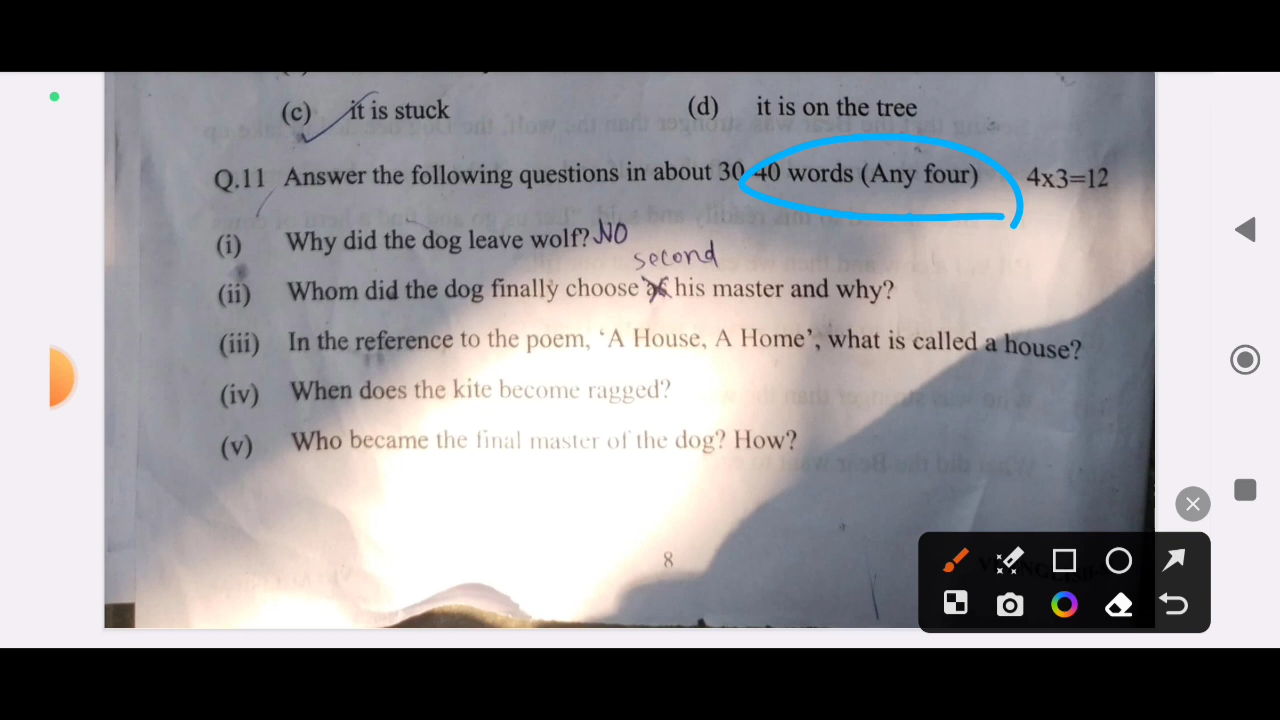 (c) it is stuck (d) it is on the tree
Q.11 Answer the following questions in about 30-40 words (Any four) 4x3=12
(i) Why did the dog leave wolf? NO
second
(ii) Whom did the dog finally choose his master and why?
(iii) In the reference to the poem, ‘A House, A Home’, what is called a house?
(iv) When does the kite become ragged?
(v) Who became the final master of the dog? How?
8